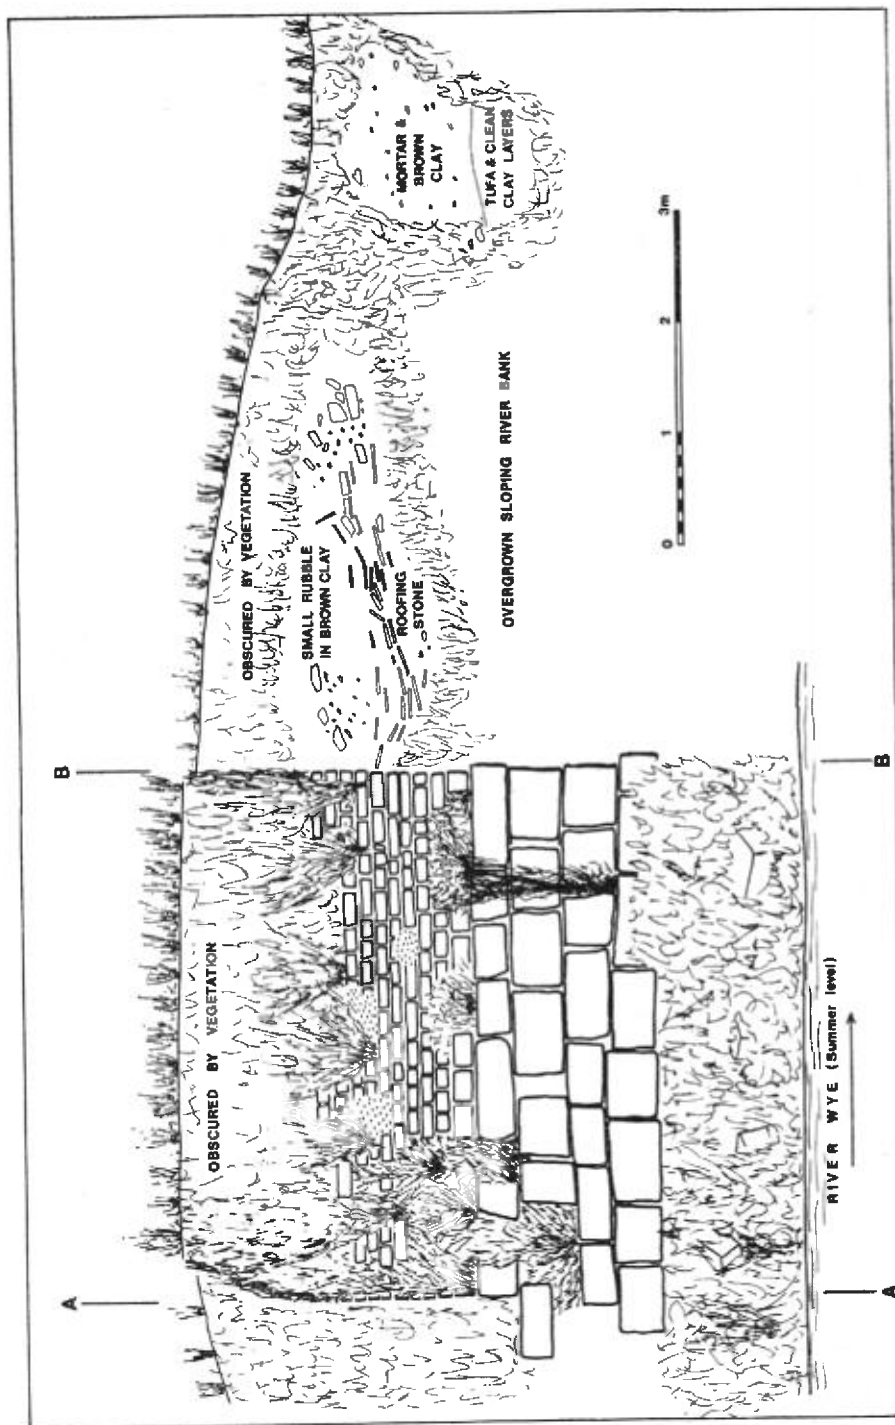 A
B
OBSCURED BY VEGETATION
OBSCURED BY VEGETATION
SMALL RUBBLE
IN BROWN CLAY
ROOFING
STONE
MORTAR &
BROWN
CLAY
TUFA & CLEAN
CLAY LAYERS
OVERGROWN SLOPING RIVER BANK
0
1
2
3m
RIVER WYE (Summer level)
A
B